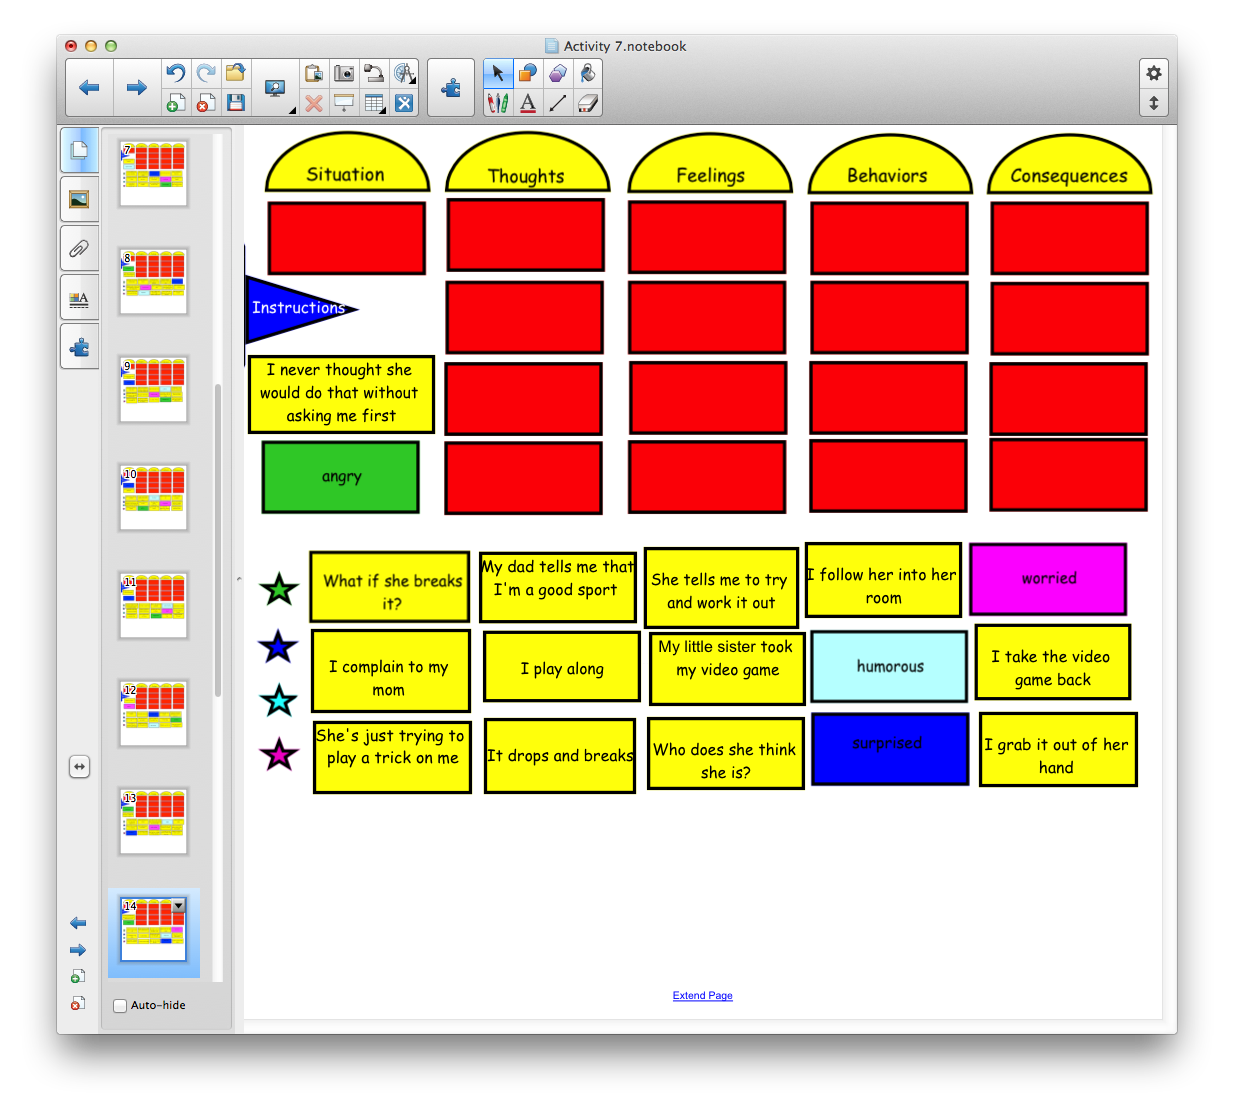 Activity 7.notebook
Situation
Thoughts
Feelings
Behaviors
Consequences
Instructions
I never thought she
would do that without
asking me first
angry
What if she breaks
it?
My dad tells me that
I'm a good sport
She tells me to try
and work it out
I follow her into her
room
worried
I complain to my
mom
I play along
My little sister took
my video game
humorous
I take the video
game back
She's just trying to
play a trick on me
It drops and breaks
Who does she think
she is?
surprised
I grab it out of her
hand
Extend Page
7
8
9
10
11
12
13
14
Auto-hide